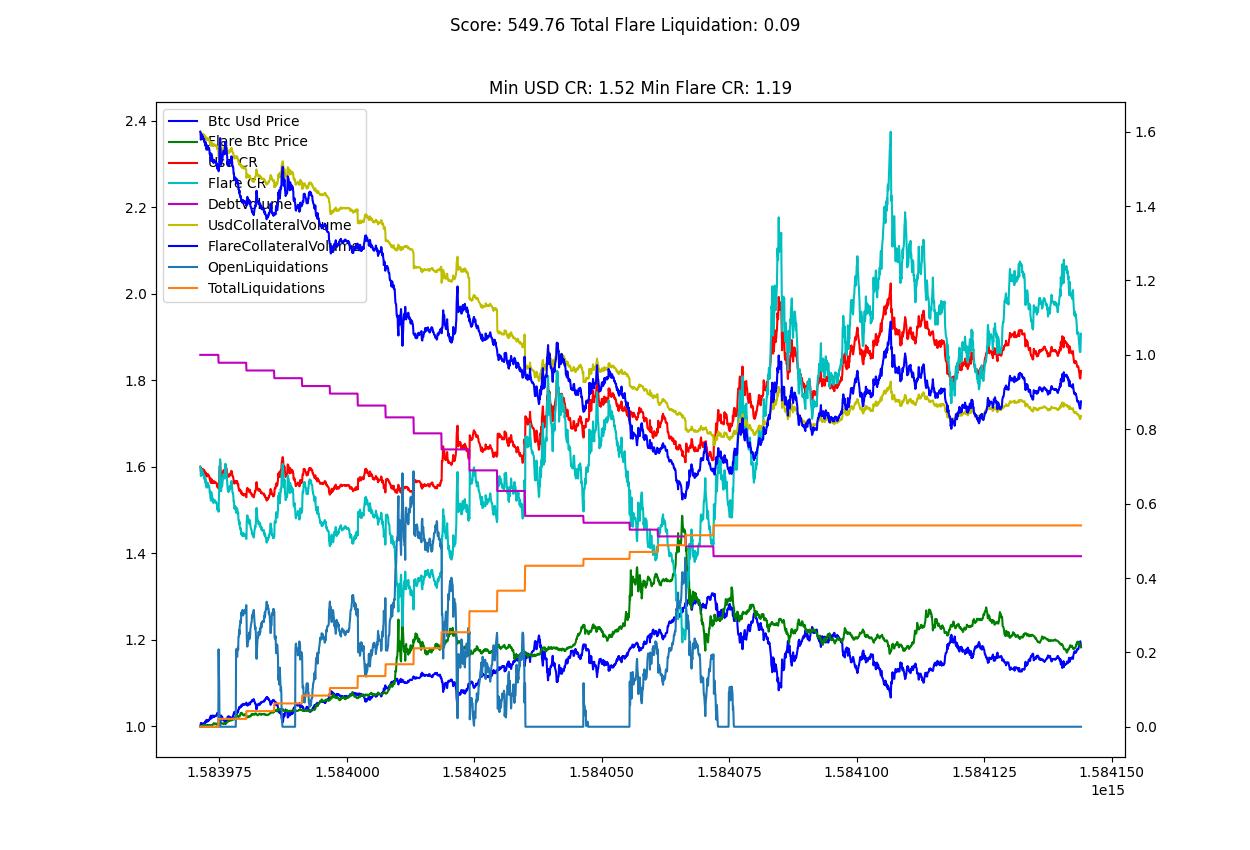 Score: 549.76 Total Flare Liquidation: 0.09
Min USD CR: 1.52 Min Flare CR: 1.19
Btc Usd Price
Flare Btc Price
Usd CR
Flare CR
DebtVolume
UsdCollateralVolume
FlareCollateralVolume
OpenLiquidations
TotalLiquidations
2.4
2.2
2.0
1.8
1.6
1.4
1.2
1.0
1.6
1.4
1.2
1.0
0.8
0.6
0.4
0.2
0.0
1.583975 1.584000 1.584025 1.584050 1.584075 1.584100 1.584125 1.584150
1e15